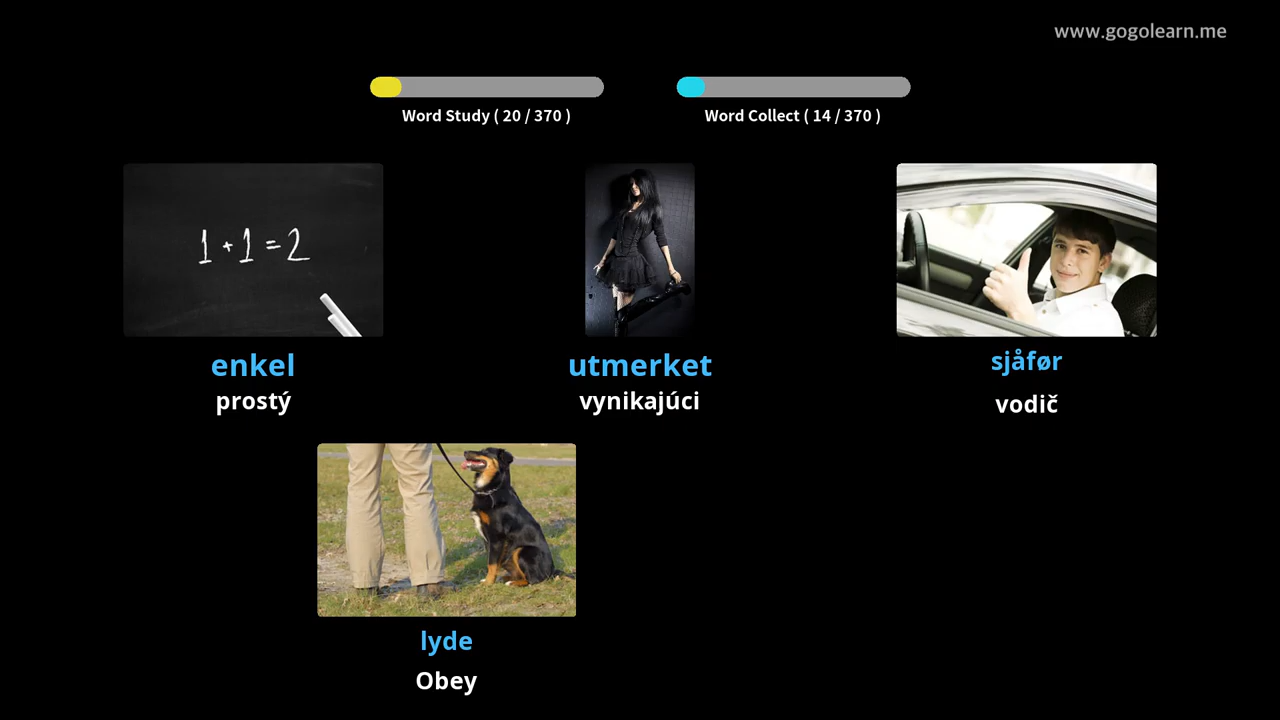 www.gogolearn.me
Word Study ( 20 / 370 )
Word Collect ( 14 / 370 )
1 + 1 = 2
enkel
prostý
utmerket
vynikajúci
sjåfør
vodič
lyde
Obey